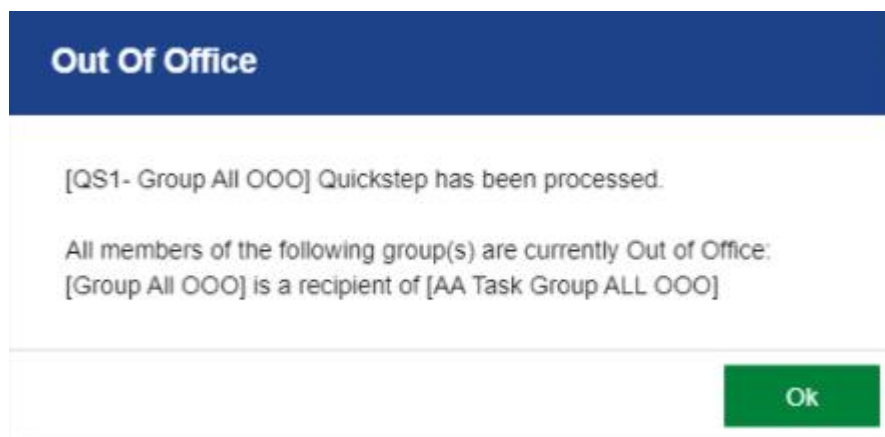 Out Of Office
[QS1- Group All OOO] Quickstep has been processed.
All members of the following group(s) are currently Out of Office:
[Group All OOO] is a recipient of [AA Task Group ALL OOO]
Ok